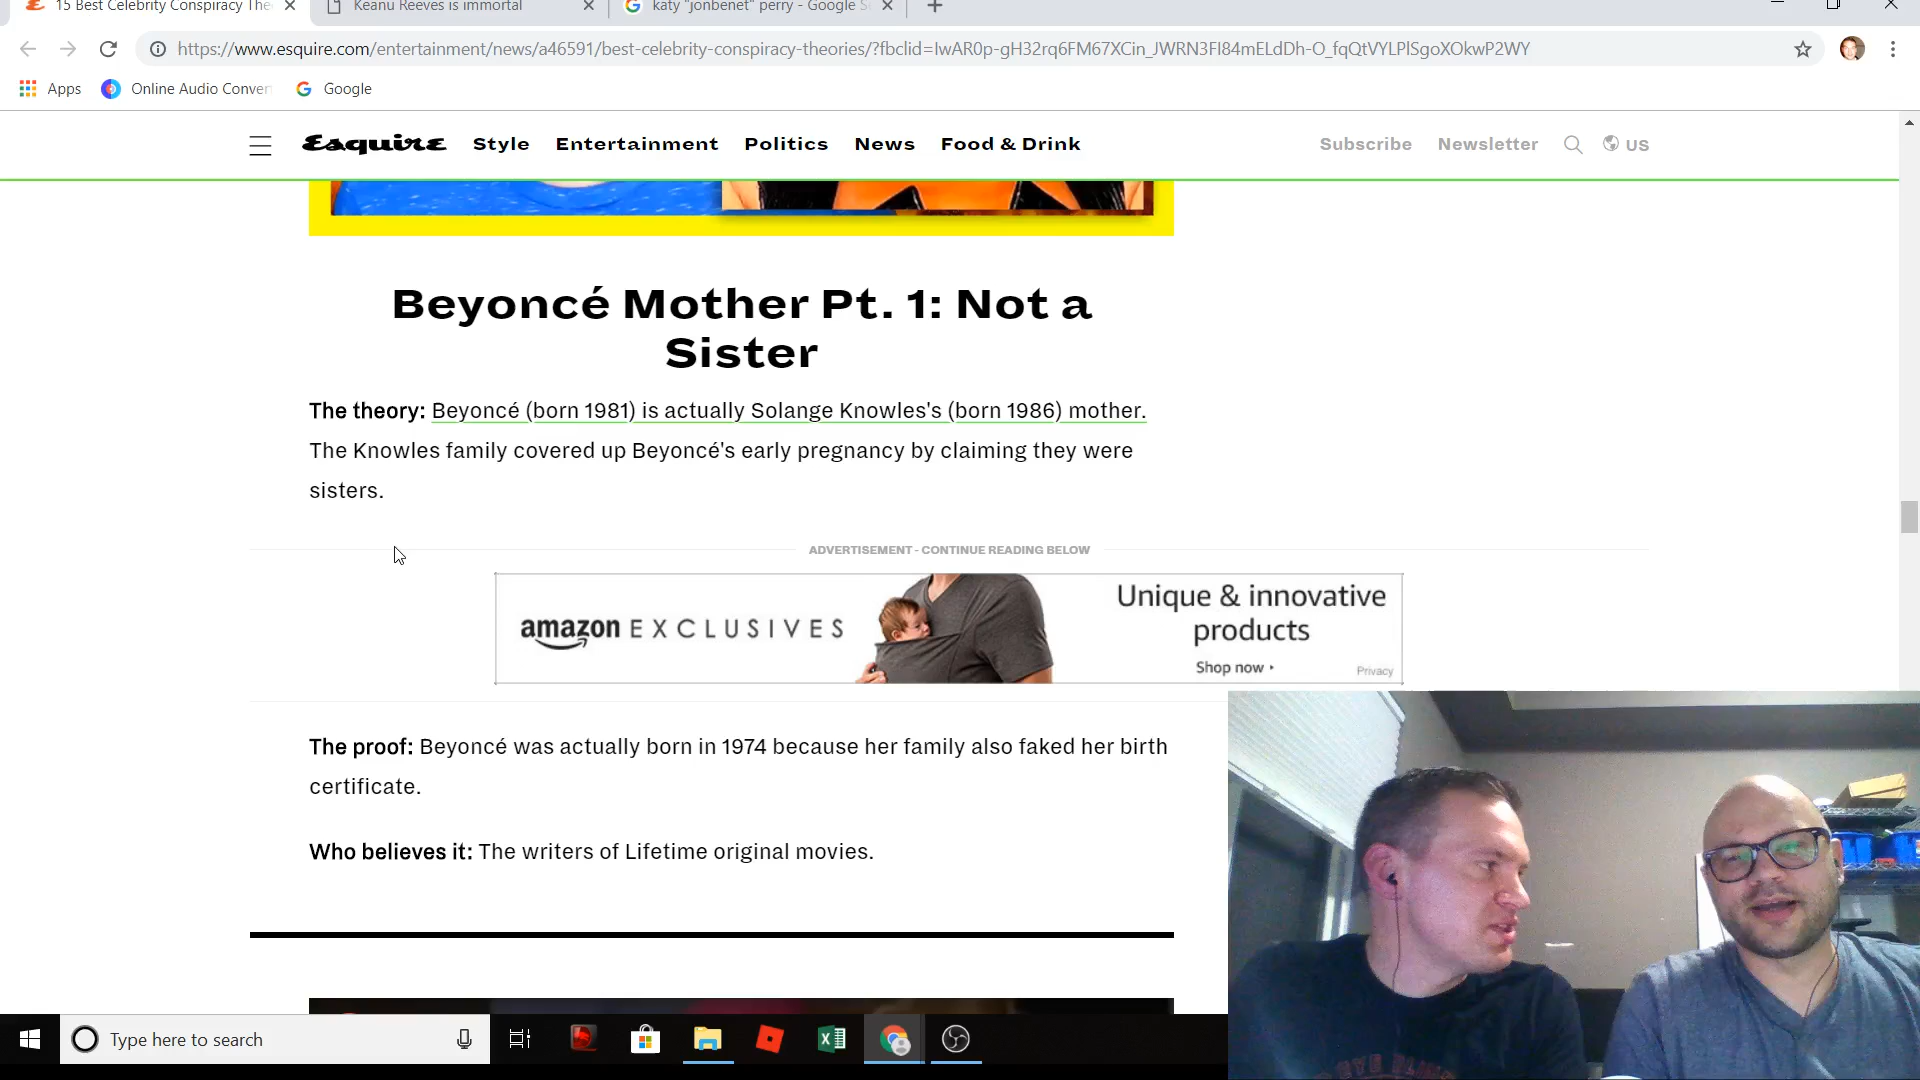 15 Best Celebrity Conspiracy The
Keanu Reeves is immortal
katy "jonbenet" perry - Google S
https://www.esquire.com/entertainment/news/a46591/best-celebrity-conspiracy-theories/?fbclid=IwAR0p-gH32rq6FM67XCin_JWRN3FI84mELdDh-O_fqQtVYLPlSgoXOkwP2WY
Apps
Online Audio Conver
Google
Esquire
Style
Entertainment
Politics
News
Food & Drink
Subscribe
Newsletter
US
Beyoncé Mother Pt. 1: Not a
Sister
The theory: Beyoncé (born 1981) is actually Solange Knowles's (born 1986) mother.
The Knowles family covered up Beyoncé's early pregnancy by claiming they were
sisters.
ADVERTISEMENT - CONTINUE READING BELOW
amazon EXCLUSIVES
Unique & innovative
products
Shop now
Privacy
The proof: Beyoncé was actually born in 1974 because her family also faked her birth
certificate.
Who believes it: The writers of Lifetime original movies.
Type here to search